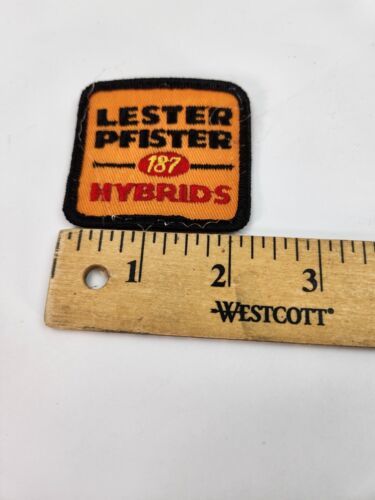 LESTER
PFISTER
187
HYBRIDS
1 2 3
WESTCOTT®